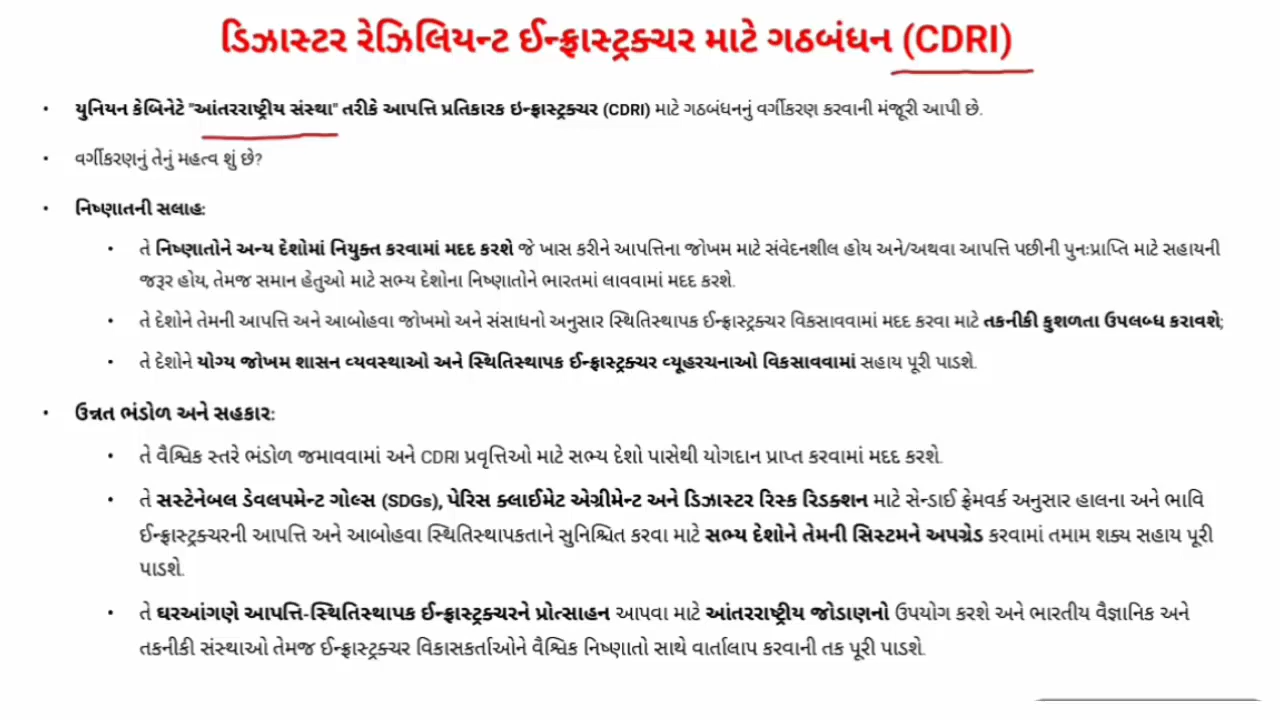 ડિઝાસ્ટર રેઝિલિયન્ટ ઈન્ફ્રાસ્ટ્રક્ચર માટે ગઠબંધન (CDRI)
• યુનિયન કેબિનેટે "આંતરરાષ્ટ્રીય સંસ્થા" તરીકે આપત્તિ પ્રતિકારક ઇન્ફ્રાસ્ટ્રક્ચર (CDRI) માટે ગઠબંધનનું વર્ગીકરણ કરવાની મંજૂરી આપી છે.
• વર્ગીકરણનું તેનું મહત્વ શું છે?
• નિષ્ણાતની સલાહ:
• તે નિષ્ણાતોને અન્ય દેશોમાં નિયુક્ત કરવામાં મદદ કરશે જે ખાસ કરીને આપત્તિના જોખમ માટે સંવેદનશીલ હોય અને/અથવા આપત્તિ પછીની પુનઃપ્રાપ્તિ માટે સહાયની
જરૂર હોય, તેમજ સમાન હેતુઓ માટે સભ્ય દેશોના નિષ્ણાતોને ભારતમાં લાવવામાં મદદ કરશે.
• તે દેશોને તેમની આપત્તિ અને આબોહવા જોખમો અને સંસાધનો અનુસાર સ્થિતિસ્થાપક ઈન્ફ્રાસ્ટ્રક્ચર વિકસાવવામાં મદદ કરવા માટે તકનીકી કુશળતા ઉપલબ્ધ કરાવશે;
• તે દેશોને યોગ્ય જોખમ શાસન વ્યવસ્થાઓ અને સ્થિતિસ્થાપક ઈન્ફ્રાસ્ટ્રક્ચર વ્યૂહરચનાઓ વિકસાવવામાં સહાય પૂરી પાડશે.
• ઉન્નત ભંડોળ અને સહકાર:
• તે વૈશ્વિક સ્તરે ભંડોળ જમાવવામાં અને CDRI પ્રવૃત્તિઓ માટે સભ્ય દેશો પાસેથી યોગદાન પ્રાપ્ત કરવામાં મદદ કરશે.
• તે સસ્ટેનેબલ ડેવલપમેન્ટ ગોલ્સ (SDGs), પેરિસ ક્લાઈમેટ એગ્રીમેન્ટ અને ડિઝાસ્ટર રિસ્ક રિડક્શન માટે સેન્ડાઈ ફ્રેમવર્ક અનુસાર હાલના અને ભાવિ
ઈન્ફ્રાસ્ટ્રક્ચરની આપત્તિ અને આબોહવા સ્થિતિસ્થાપકતાને સુનિશ્ચિત કરવા માટે સભ્ય દેશોને તેમની સિસ્ટમને અપગ્રેડ કરવામાં તમામ શક્ય સહાય પૂરી
પાડશે.
• તે ઘરઆંગણે આપત્તિ-સ્થિતિસ્થાપક ઈન્ફ્રાસ્ટ્રક્ચરને પ્રોત્સાહન આપવા માટે આંતરરાષ્ટ્રીય જોડાણનો ઉપયોગ કરશે અને ભારતીય વૈજ્ઞાનિક અને
તકનીકી સંસ્થાઓ તેમજ ઈન્ફ્રાસ્ટ્રક્ચર વિકાસકર્તાઓને વૈશ્વિક નિષ્ણાતો સાથે વાર્તાલાપ કરવાની તક પૂરી પાડશે.